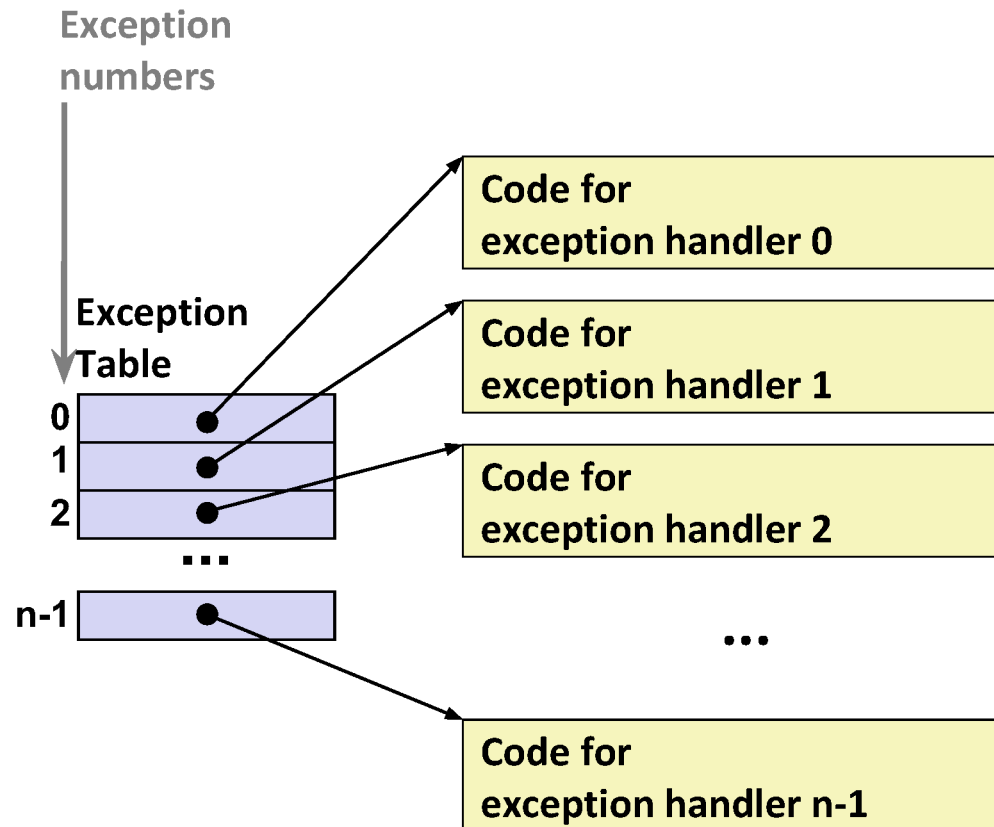 Exception
numbers
Exception
Table
0
1
2
...
n-1
Code for
exception handler 0
Code for
exception handler 1
Code for
exception handler 2
...
Code for
exception handler n-1